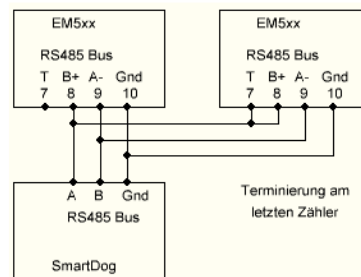 EM5xx
RS485 Bus
T B+ A- Gnd
7 8 9 10
EM5xx
RS485 Bus
T B+ A- Gnd
7 8 9 10
A B Gnd
RS485 Bus
SmartDog
Terminierung am
letzten Zähler